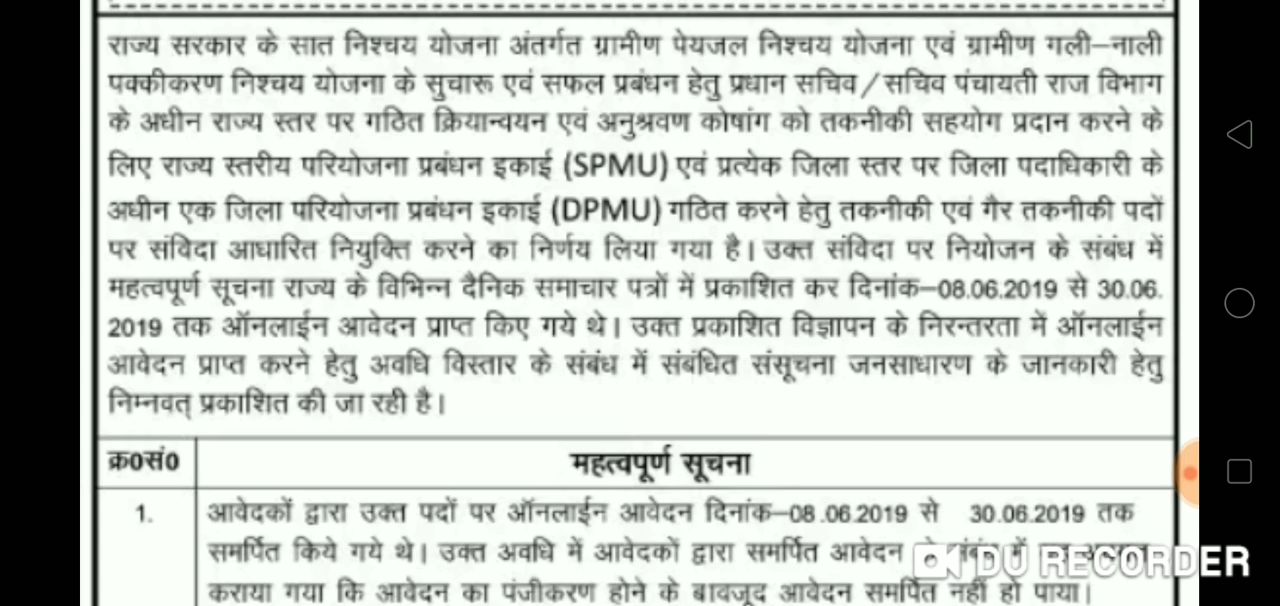 राज्य सरकार के सात निश्चय योजना अंतर्गत ग्रामीण पेयजल निश्चय योजना एवं ग्रामीण गली–नाली
पक्कीकरण निश्चय योजना के सुचारू एवं सफल प्रबंधन हेतु प्रधान सचिव/सचिव पंचायती राज विभाग
के अधीन राज्य स्तर पर गठित क्रियान्वयन एवं अनुश्रवण कोषांग को तकनीकी सहयोग प्रदान करने के
लिए राज्य स्तरीय परियोजना प्रबंधन इकाई (SPMU) एवं प्रत्येक जिला स्तर पर जिला पदाधिकारी के
अधीन एक जिला परियोजना प्रबंधन इकाई (DPMU) गठित करने हेतु तकनीकी एवं गैर तकनीकी पदों
पर संविदा आधारित नियुक्ति करने का निर्णय लिया गया है। उक्त संविदा पर नियोजन के संबंध में
महत्वपूर्ण सूचना राज्य के विभिन्न दैनिक समाचार पत्रों में प्रकाशित कर दिनांक–08.06.2019 से 30.06.
2019 तक ऑनलाईन आवेदन प्राप्त किए गये थे। उक्त प्रकाशित विज्ञापन के निरन्तरता में ऑनलाईन
आवेदन प्राप्त करने हेतु अवधि विस्तार के संबंध में संबंधित संसूचना जनसाधारण के जानकारी हेतु
निम्नवत् प्रकाशित की जा रही है।
क्र0सं0 महत्वपूर्ण सूचना
1. आवेदकों द्वारा उक्त पदों पर ऑनलाईन आवेदन दिनांक–08.06.2019 से 30.06.2019 तक
समर्पित किये गये थे। उक्त अवधि में आवेदकों द्वारा समर्पित आवेदन में
DU RECORDER
कराया गया कि आवेदन का पंजीकरण होने के बावजूद आवेदन समर्पित नहीं हो पाया।